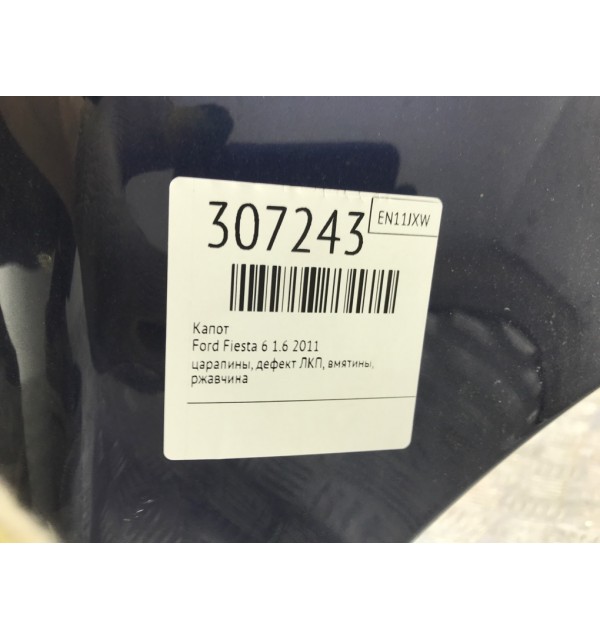 307243
EN11JXW
Капот
Ford Fiesta 6 1.6 2011
царапины, дефект ЛКП, вмятины,
ржавчина